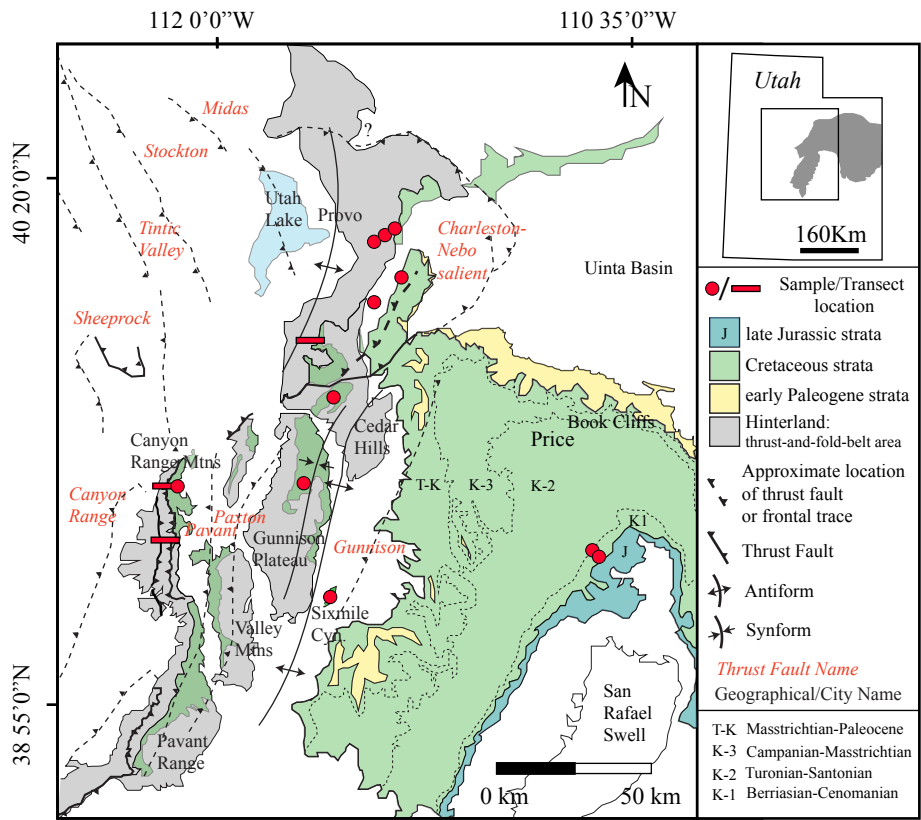 112 0'0''W
110 35'0''W
40 20'0''N
38 55'0''N
N
Midas
Stockton
?
Utah
Lake
Provo
Charleston-
Nebo
salient
Tintic
Valley
Uinta Basin
Sheeprock
Cedar
Hills
Book Cliffs
Price
Canyon
Range Mtns
Canyon
Range
Paxton
Pavant
T-K
K-3
K-2
K1
J
Gunnison
Plateau
Gunnison
Sixmile
Cyn
Valley
Mtns
San
Rafael
Swell
Pavant
Range
0 km
50 km
Utah
160Km
/
Sample/Transect
location
J
late Jurassic strata
Cretaceous strata
early Paleogene strata
Hinterland:
thrust-and-fold-belt area
Approximate location
of thrust fault
or frontal trace
Thrust Fault
Antiform
Synform
Thrust Fault Name
Geographical/City Name
T-K Masstrichtian-Paleocene
K-3 Campanian-Masstrichtian
K-2 Turonian-Santonian
K-1 Berriasian-Cenomanian